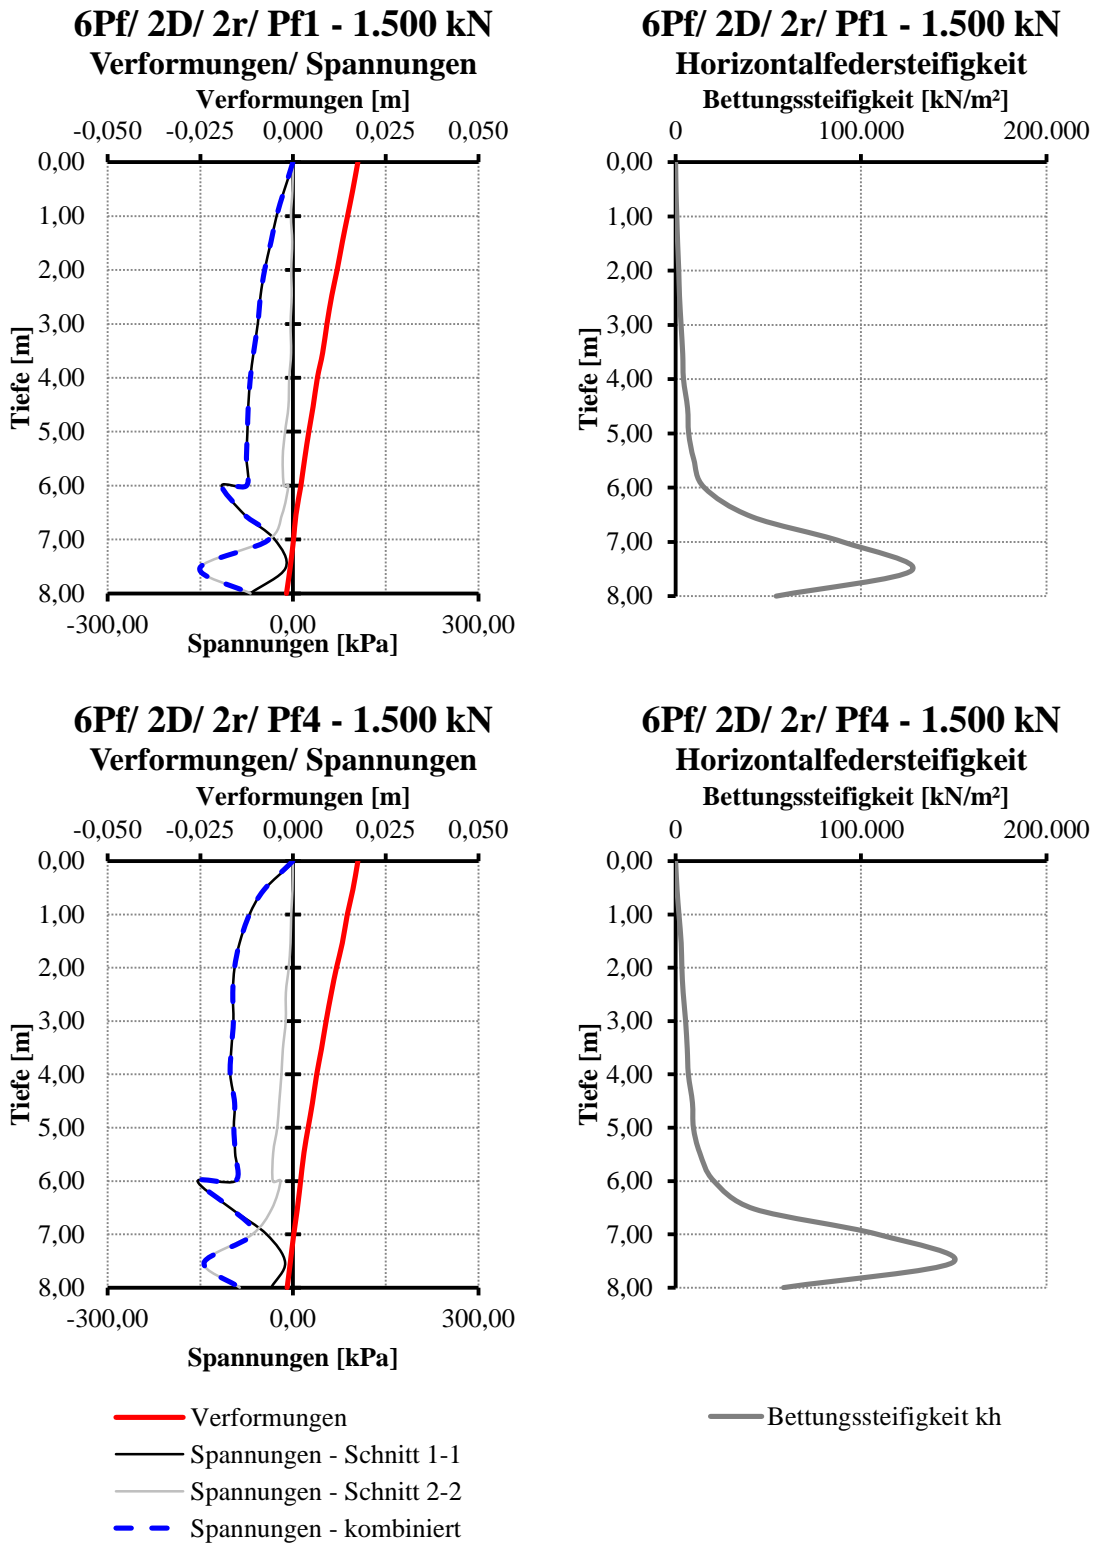 6Pf/ 2D/ 2r/ Pf1 - 1.500 kN
Verformungen/ Spannungen
Verformungen [m]
-0,050 -0,025 0,000 0,025 0,050
0,00
1,00
2,00
3,00
4,00
5,00
6,00
7,00
8,00
Tiefe [m]
-300,00 0,00 300,00
Spannungen [kPa]
6Pf/ 2D/ 2r/ Pf1 - 1.500 kN
Horizontalfedersteifigkeit
Bettungssteifigkeit [kN/m²]
0 100.000 200.000
0,00
1,00
2,00
3,00
4,00
5,00
6,00
7,00
8,00
Tiefe [m]
6Pf/ 2D/ 2r/ Pf4 - 1.500 kN
Verformungen/ Spannungen
Verformungen [m]
-0,050 -0,025 0,000 0,025 0,050
0,00
1,00
2,00
3,00
4,00
5,00
6,00
7,00
8,00
Tiefe [m]
-300,00 0,00 300,00
Spannungen [kPa]
Verformungen
Spannungen - Schnitt 1-1
Spannungen - Schnitt 2-2
Spannungen - kombiniert
6Pf/ 2D/ 2r/ Pf4 - 1.500 kN
Horizontalfedersteifigkeit
Bettungssteifigkeit [kN/m²]
0 100.000 200.000
0,00
1,00
2,00
3,00
4,00
5,00
6,00
7,00
8,00
Tiefe [m]
Bettungssteifigkeit kh